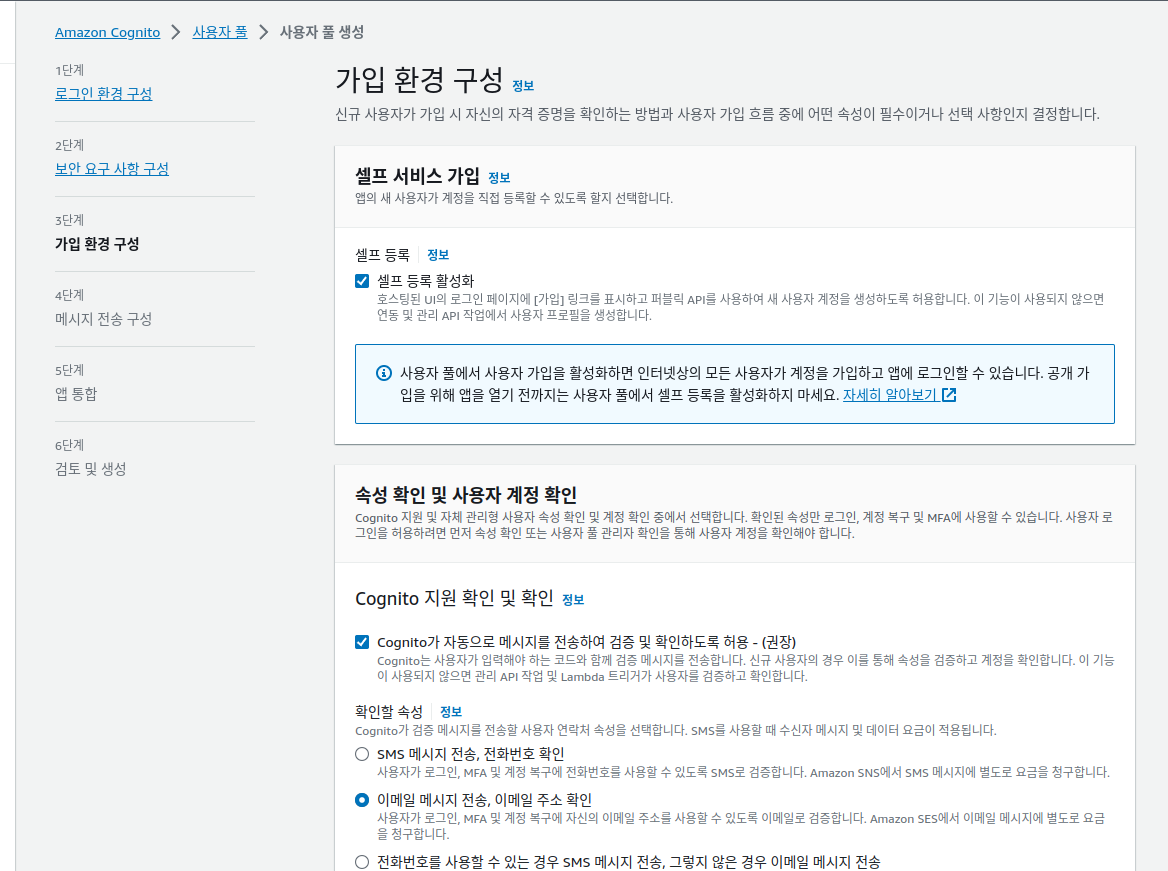 Amazon Cognito > 사용자 풀 > 사용자 풀 생성
1단계
로그인 환경 구성
2단계
보안 요구 사항 구성
3단계
가입 환경 구성
4단계
메시지 전송 구성
5단계
앱 통합
6단계
검토 및 생성
가입 환경 구성 정보
신규 사용자가 가입 시 자신의 자격 증명을 확인하는 방법과 사용자 가입 흐름 중에 어떤 속성이 필수이거나 선택 사항인지 결정합니다.
셀프 서비스 가입 정보
앱의 새 사용자가 계정을 직접 등록할 수 있도록 할지 선택합니다.
셀프 등록 정보
셀프 등록 활성화
호스팅된 UI의 로그인 페이지에 [가입] 링크를 표시하고 퍼블릭 API를 사용하여 새 사용자 계정을 생성하도록 허용합니다. 이 기능이 사용되지 않으면
연동 및 관리 API 작업에서 사용자 프로필을 생성합니다.
사용자 풀에서 사용자 가입을 활성화하면 인터넷상의 모든 사용자가 계정을 가입하고 앱에 로그인할 수 있습니다. 공개 가
입을 위해 앱을 열기 전까지는 사용자 풀에서 셀프 등록을 활성화하지 마세요. 자세히 알아보기
속성 확인 및 사용자 계정 확인
Cognito 지원 및 자체 관리형 사용자 속성 확인 및 계정 확인 중에서 선택합니다. 확인된 속성만 로그인, 계정 복구 및 MFA에 사용할 수 있습니다. 사용자 로
그인을 허용하려면 먼저 속성 확인 또는 사용자 풀 관리자 확인을 통해 사용자 계정을 확인해야 합니다.
Cognito 지원 확인 및 확인 정보
Cognito가 자동으로 메시지를 전송하여 검증 및 확인하도록 허용 - (권장)
Cognito는 사용자가 입력해야 하는 코드와 함께 검증 메시지를 전송합니다. 신규 사용자의 경우 이를 통해 속성을 검증하고 계정을 확인합니다. 이 기능
이 사용되지 않으면 관리 API 작업 및 Lambda 트리거가 사용자를 검증하고 확인합니다.
확인할 속성 정보
Cognito가 검증 메시지를 전송할 사용자 연락처 속성을 선택합니다. SMS를 사용할 때 수신자 메시지 및 데이터 요금이 적용됩니다.
SMS 메시지 전송, 전화번호 확인
사용자가 로그인, MFA 및 계정 복구에 전화번호를 사용할 수 있도록 SMS로 검증합니다. Amazon SNS에서 SMS 메시지에 별도로 요금을 청구합니다.
이메일 메시지 전송, 이메일 주소 확인
사용자가 로그인, MFA 및 계정 복구에 자신의 이메일 주소를 사용할 수 있도록 이메일로 검증합니다. Amazon SES에서 이메일 메시지에 별도로 요금
을 청구합니다.
전화번호를 사용할 수 있는 경우 SMS 메시지 전송, 그렇지 않은 경우 이메일 메시지 전송